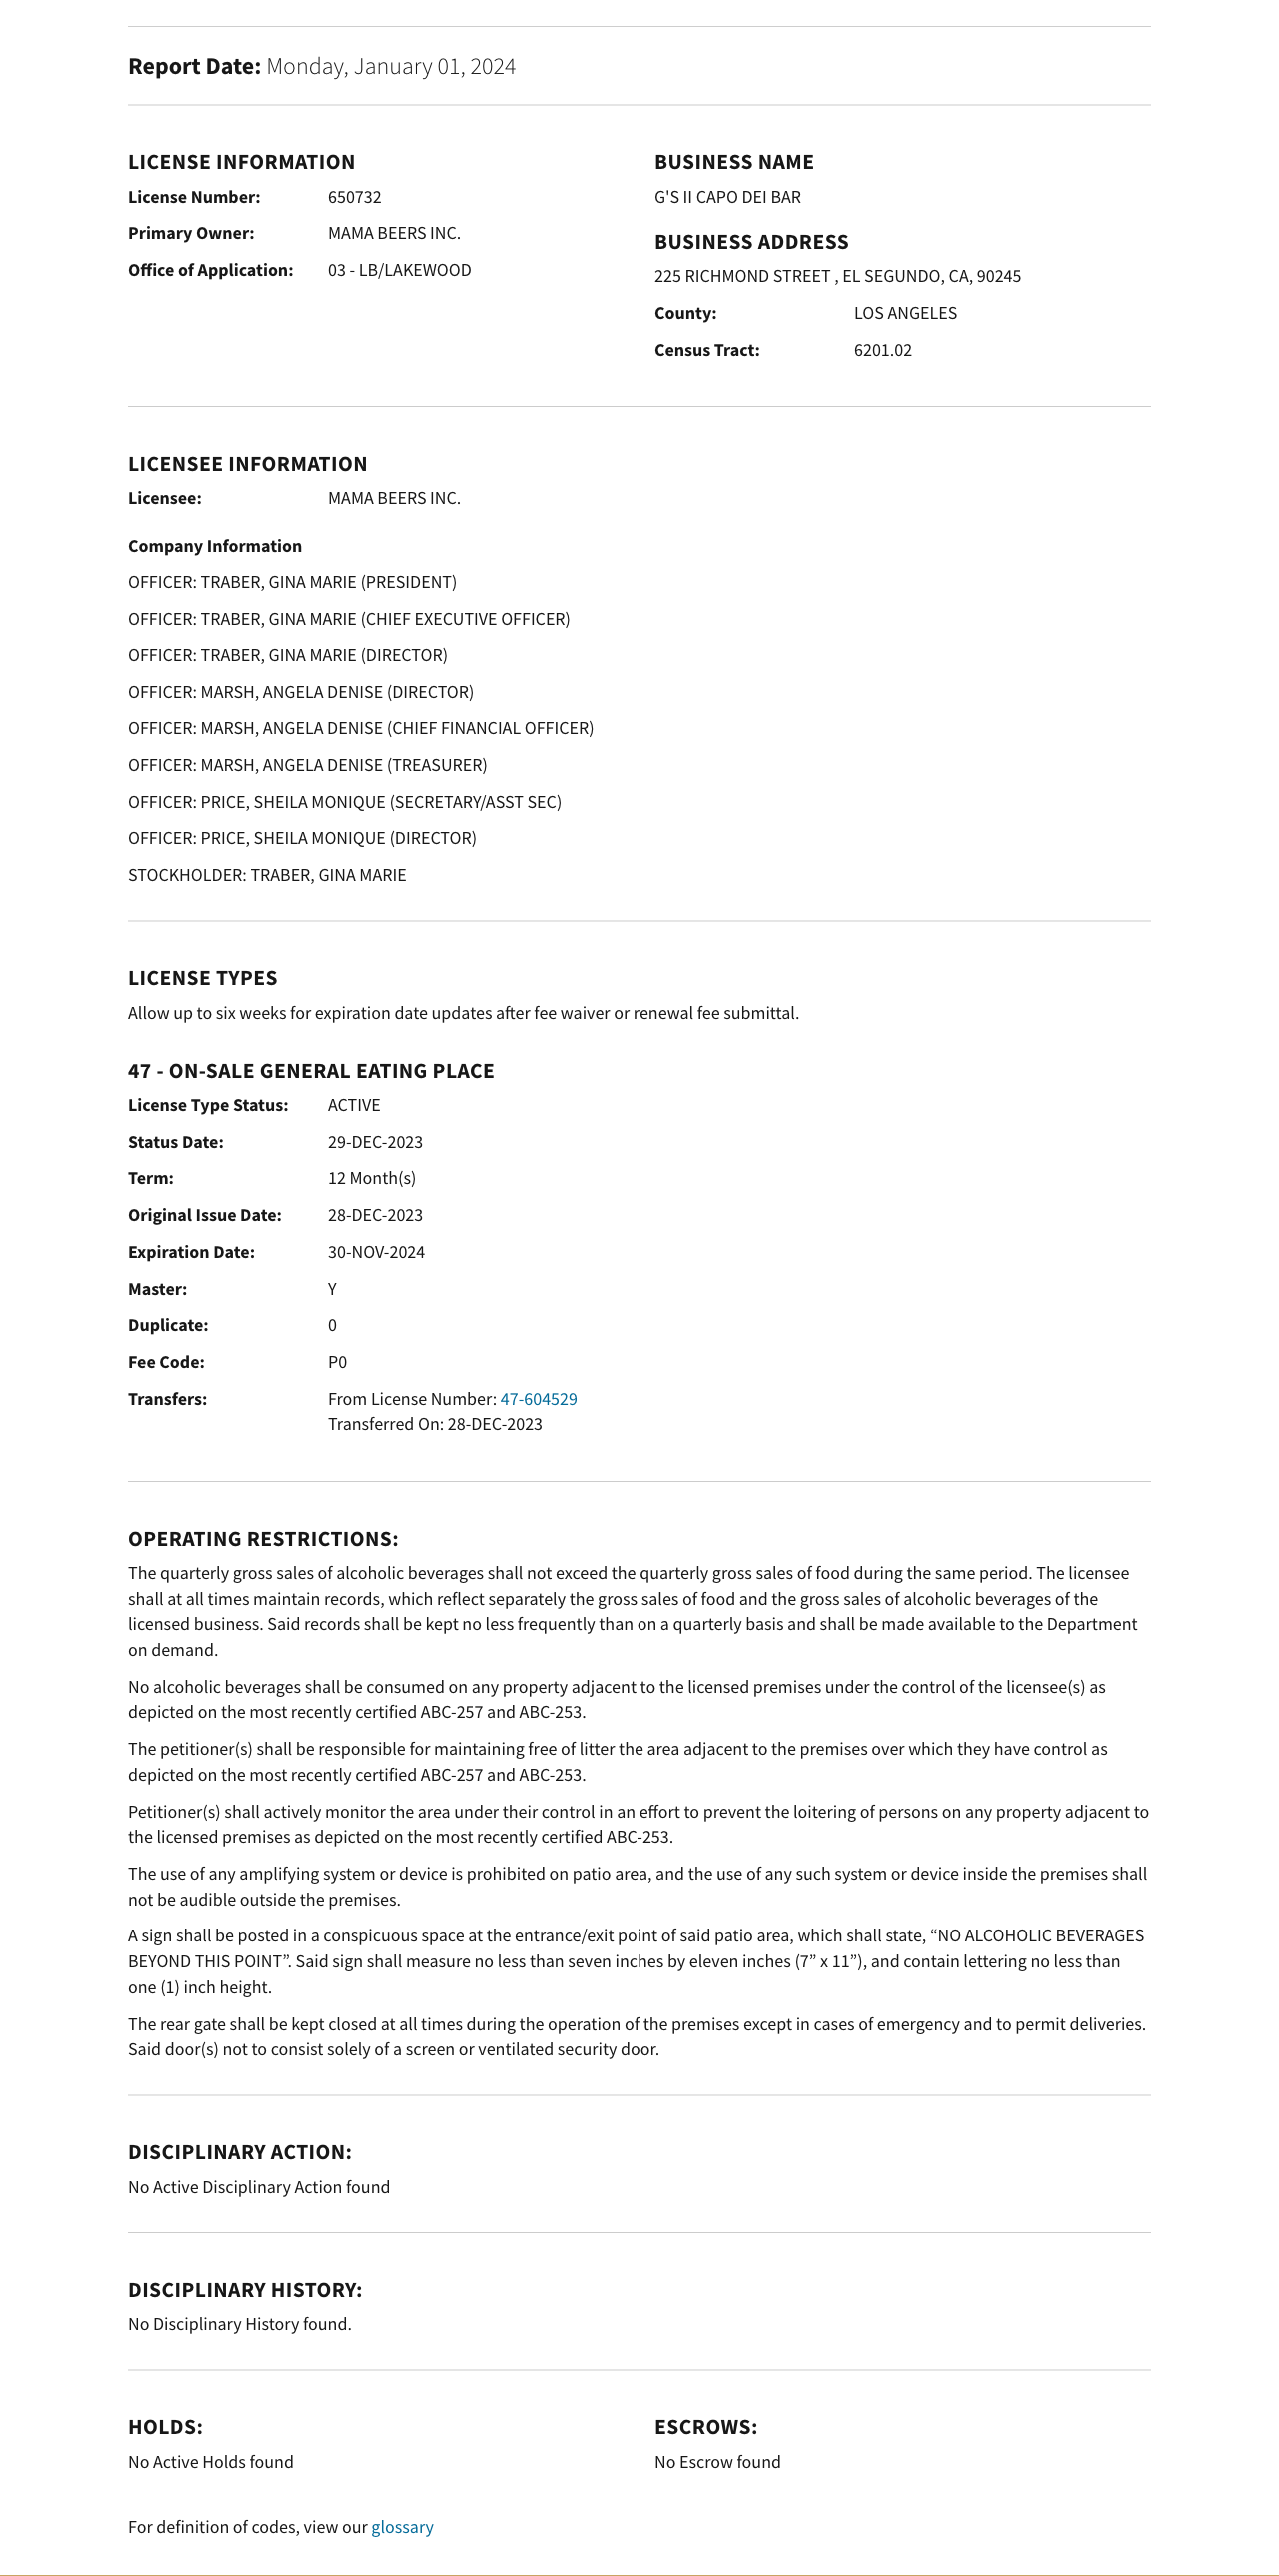 Report Date: Monday, January 01, 2024
LICENSE INFORMATION
License Number: 650732
Primary Owner: MAMA BEERS INC.
Office of Application: 03 - LB/LAKEWOOD
BUSINESS NAME
G'S II CAPO DEI BAR
BUSINESS ADDRESS
225 RICHMOND STREET , EL SEGUNDO, CA, 90245
County: LOS ANGELES
Census Tract: 6201.02
LICENSEE INFORMATION
Licensee: MAMA BEERS INC.
Company Information
OFFICER: TRABER, GINA MARIE (PRESIDENT)
OFFICER: TRABER, GINA MARIE (CHIEF EXECUTIVE OFFICER)
OFFICER: TRABER, GINA MARIE (DIRECTOR)
OFFICER: MARSH, ANGELA DENISE (DIRECTOR)
OFFICER: MARSH, ANGELA DENISE (CHIEF FINANCIAL OFFICER)
OFFICER: MARSH, ANGELA DENISE (TREASURER)
OFFICER: PRICE, SHEILA MONIQUE (SECRETARY/ASST SEC)
OFFICER: PRICE, SHEILA MONIQUE (DIRECTOR)
STOCKHOLDER: TRABER, GINA MARIE
LICENSE TYPES
Allow up to six weeks for expiration date updates after fee waiver or renewal fee submittal.
47 - ON-SALE GENERAL EATING PLACE
License Type Status: ACTIVE
Status Date: 29-DEC-2023
Term: 12 Month(s)
Original Issue Date: 28-DEC-2023
Expiration Date: 30-NOV-2024
Master: Y
Duplicate: 0
Fee Code: P0
Transfers: From License Number: 47-604529
Transferred On: 28-DEC-2023
OPERATING RESTRICTIONS:
The quarterly gross sales of alcoholic beverages shall not exceed the quarterly gross sales of food during the same period. The licensee
shall at all times maintain records, which reflect separately the gross sales of food and the gross sales of alcoholic beverages of the
licensed business. Said records shall be kept no less frequently than on a quarterly basis and shall be made available to the Department
on demand.
No alcoholic beverages shall be consumed on any property adjacent to the licensed premises under the control of the licensee(s) as
depicted on the most recently certified ABC-257 and ABC-253.
The petitioner(s) shall be responsible for maintaining free of litter the area adjacent to the premises over which they have control as
depicted on the most recently certified ABC-257 and ABC-253.
Petitioner(s) shall actively monitor the area under their control in an effort to prevent the loitering of persons on any property adjacent to
the licensed premises as depicted on the most recently certified ABC-253.
The use of any amplifying system or device is prohibited on patio area, and the use of any such system or device inside the premises shall
not be audible outside the premises.
A sign shall be posted in a conspicuous space at the entrance/exit point of said patio area, which shall state, “NO ALCOHOLIC BEVERAGES
BEYOND THIS POINT”. Said sign shall measure no less than seven inches by eleven inches (7” x 11”), and contain lettering no less than
one (1) inch height.
The rear gate shall be kept closed at all times during the operation of the premises except in cases of emergency and to permit deliveries.
Said door(s) not to consist solely of a screen or ventilated security door.
DISCIPLINARY ACTION:
No Active Disciplinary Action found
DISCIPLINARY HISTORY:
No Disciplinary History found.
HOLDS:
No Active Holds found
ESCROWS:
No Escrow found
For definition of codes, view our glossary